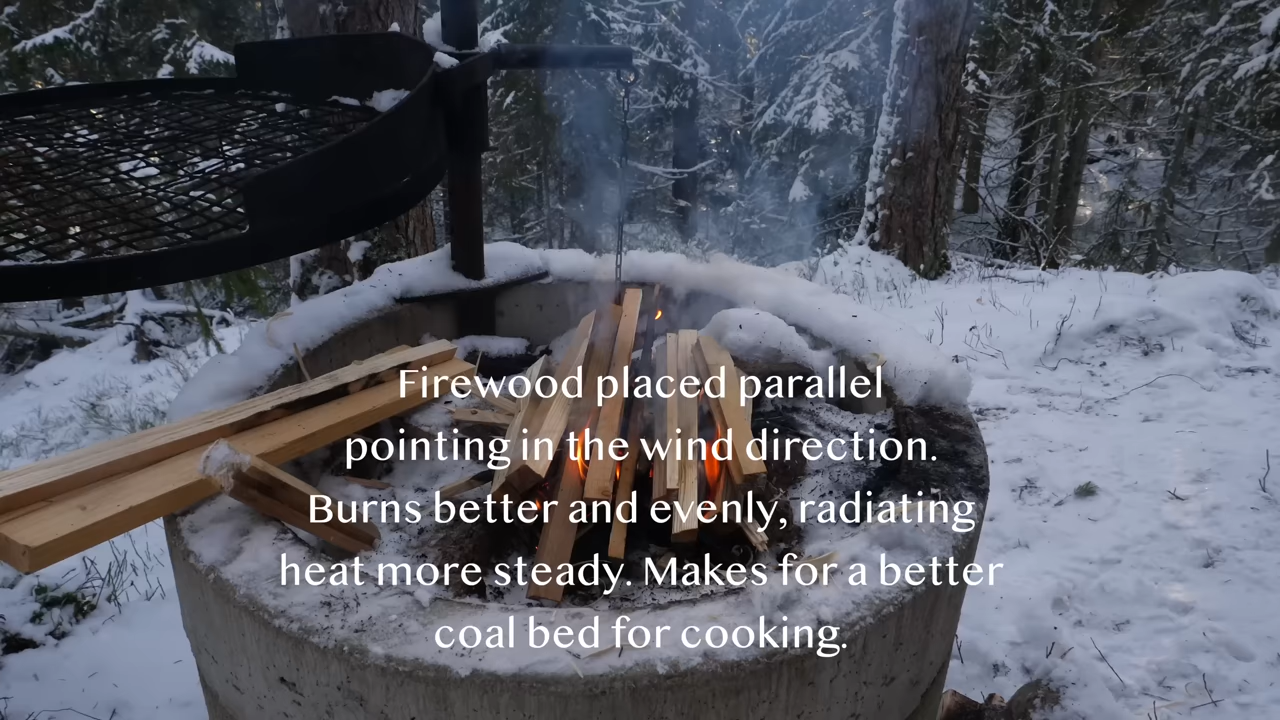 Firewood placed parallel
pointing in the wind direction.
Burns better and evenly, radiating
heat more steady. Makes for a better
coal bed for cooking.